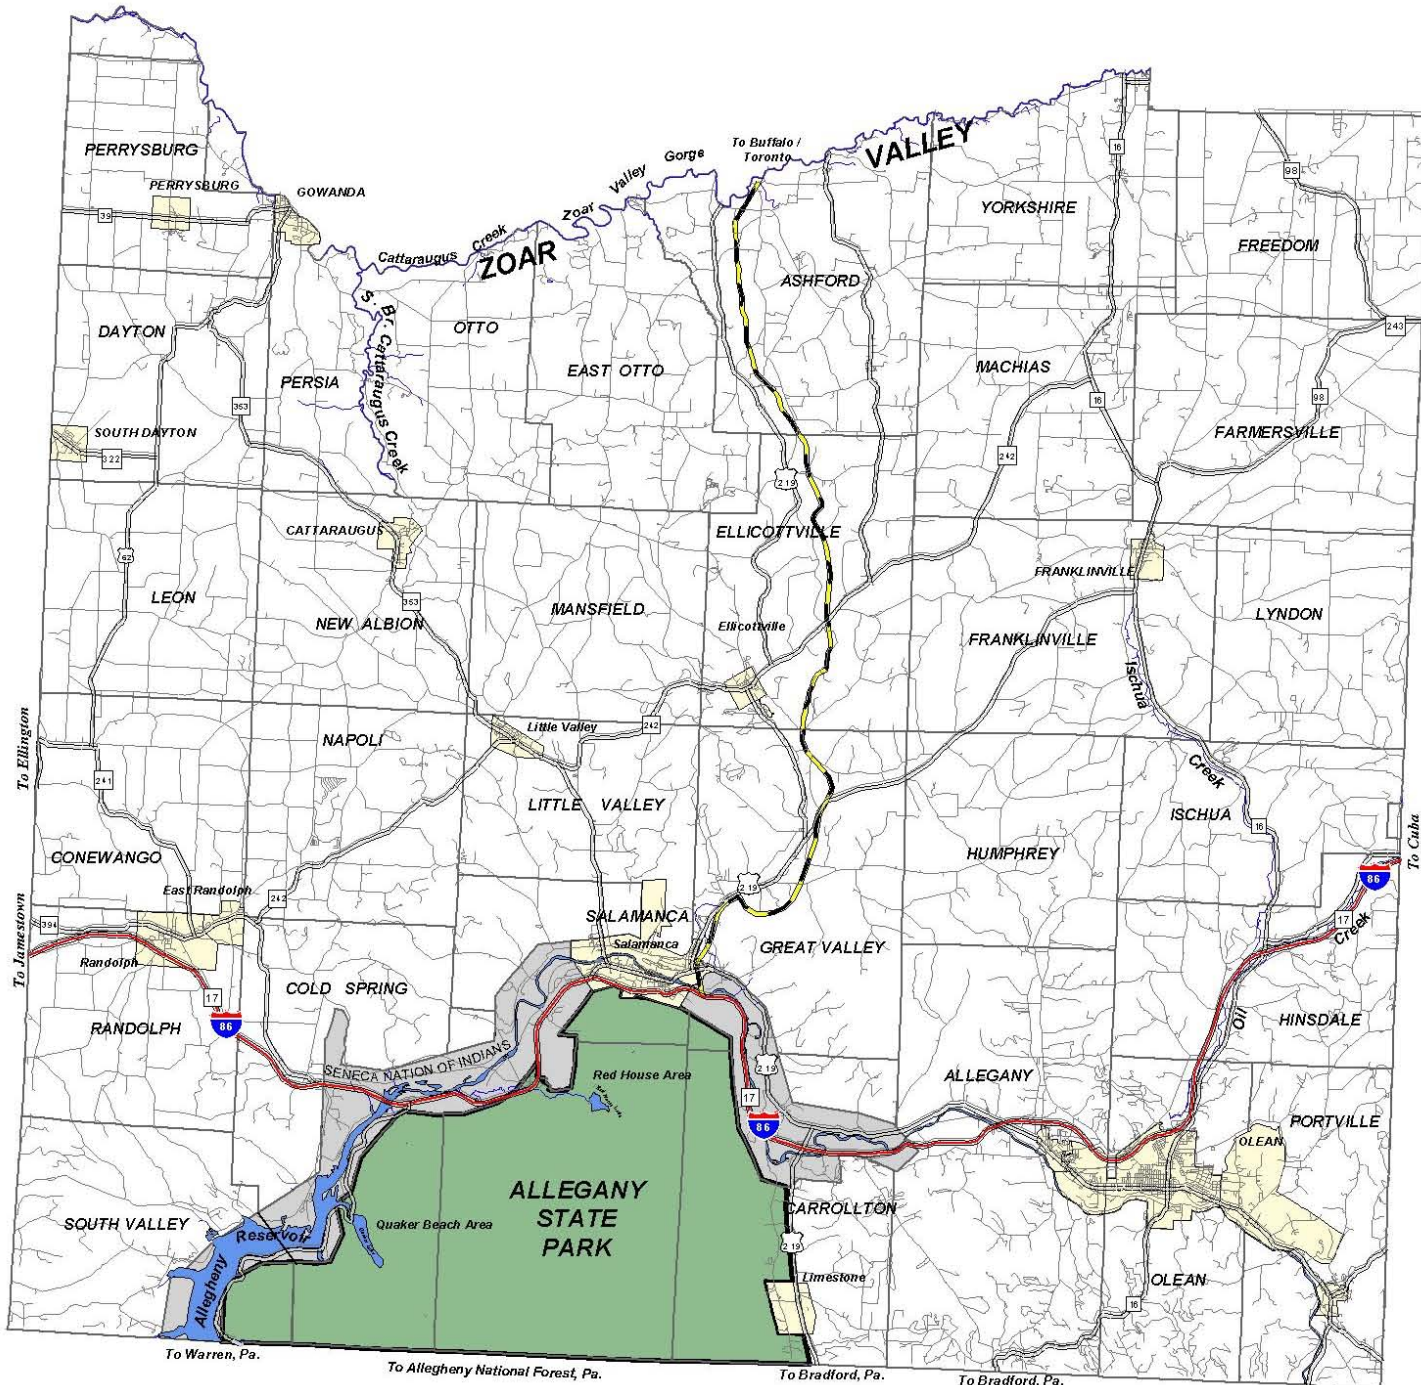 VALLEY
To Buffalo /
Toronto
Zoar Valley Gorge
16
98
PERRYSBURG
PERRYSBURG
GOWANDA
39
YORKSHIRE
FREEDOM
Cattaraugus Creek
ZOAR
ASHFORD
S. Br. Cattaraugus Creek
DAYTON
OTTO
243
PERSIA
EAST OTTO
MACHIAS
353
16
98
SOUTH DAYTON
322
FARMERSVILLE
242
219
CATTARAUGUS
ELLICOTTVILLE
62
FRANKLINVILLE
LEON
353
NEW ALBION
MANSFIELD
Ellicottville
FRANKLINVILLE
LYNDON
Ischua
Creek
To Ellington
NAPOLI
Little Valley
242
241
LITTLE VALLEY
ISCHUA
16
To Cuba
CONEWANGO
HUMPHREY
East Randolph
242
219
86
To Jamestown
394
SALAMANCA
Salamanca
17
Creek
Randolph
GREAT VALLEY
17
COLD SPRING
86
RANDOLPH
Oil
HINSDALE
SENECA NATION OF INDIANS
Red House Area
219
ALLEGANY
17
86
PORTVILLE
OLEAN
ALLEGANY
STATE
PARK
SOUTH VALLEY
Quaker Beach Area
CARROLLTON
Allegheny
Reservoir
219
Limestone
OLEAN
16
To Warren, Pa.
To Allegheny National Forest, Pa.
To Bradford, Pa.
To Bradford, Pa.